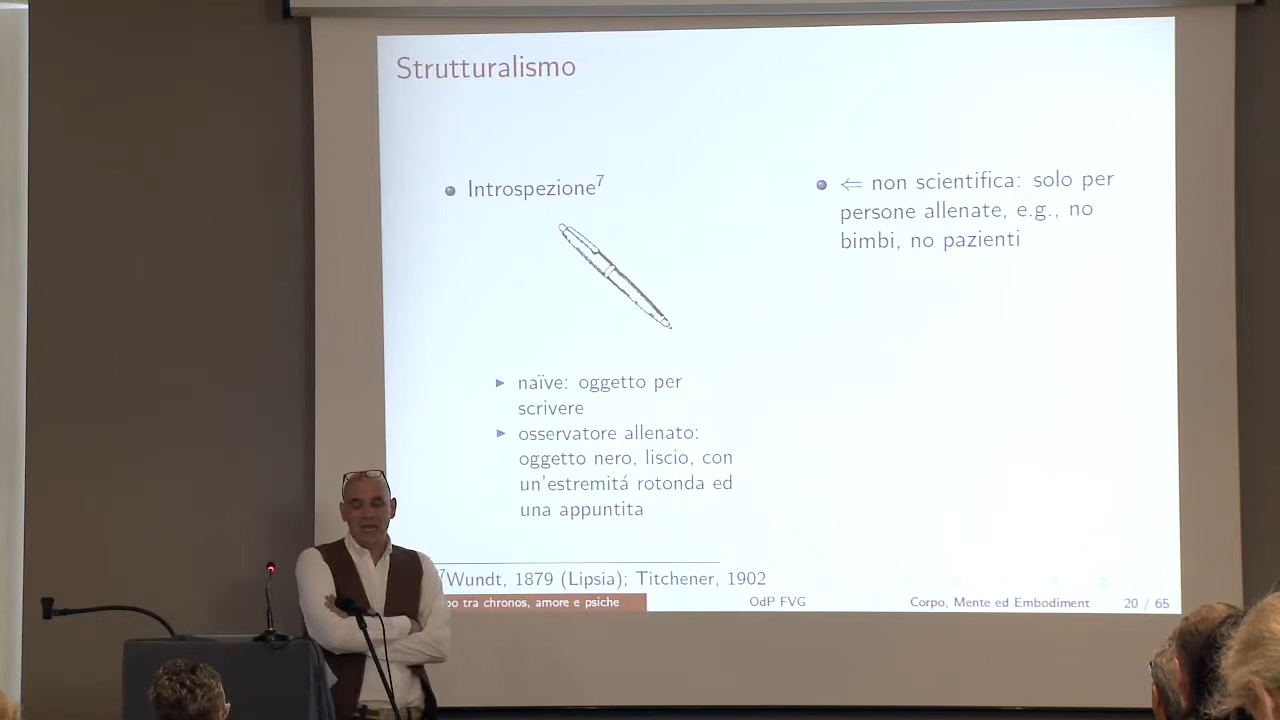 Strutturalismo
Introspezione7
naïve: oggetto per
scrivere
osservatore allenato:
oggetto nero, liscio, con
un'estremitá rotonda ed
una appuntita
⇐ non scientifica: solo per
persone allenate, e.g., no
bimbi, no pazienti
7Wundt, 1879 (Lipsia); Titchener, 1902
tra chronos, amore e psiche
OdP FVG
Corpo, Mente ed Embodiment
20 / 65